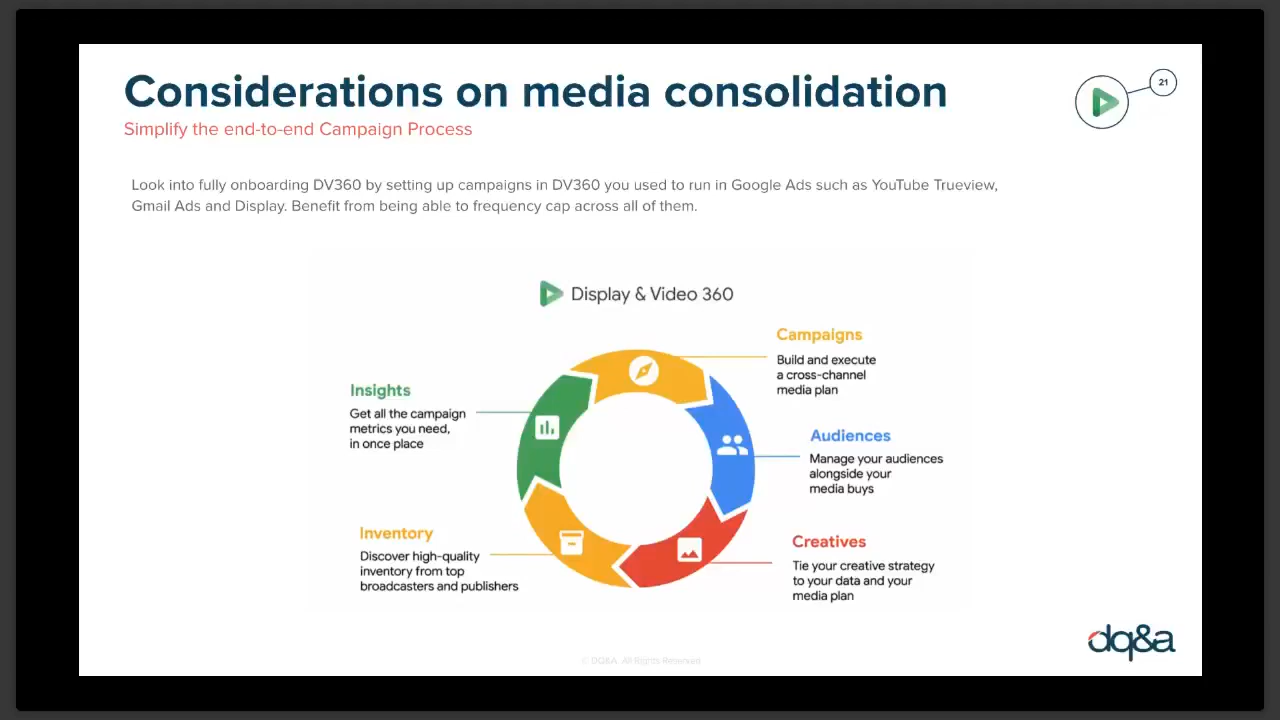 Considerations on media consolidation
21
Simplify the end-to-end Campaign Process
Look into fully onboarding DV360 by setting up campaigns in DV360 you used to run in Google Ads such as YouTube Trueview,
Gmail Ads and Display. Benefit from being able to frequency cap across all of them.
Display & Video 360
Campaigns
Build and execute
a cross-channel
media plan
Audiences
Manage your audiences
alongside your
media buys
Creatives
Tie your creative strategy
to your data and your
media plan
Inventory
Discover high-quality
inventory from top
broadcasters and publishers
Insights
Get all the campaign
metrics you need,
in once place
dq&a
© DQ&A. All Rights Reserved